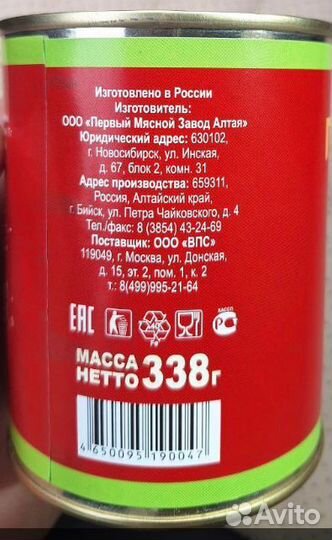 Изготовлено в России
Изготовитель:
ООО «Первый Мясной Завод Алтая»
Юридический адрес: 630102,
г. Новосибирск, ул. Инская,
д. 67, блок 2, комн. 31
Адрес производства: 659311,
Россия, Алтайский край,
г. Бийск, ул. Петра Чайковского, д. 4
Тел./факс: 8 (3854) 43-24-69
Поставщик: ООО «ВПС»
119049, г. Москва, ул. Донская,
д. 15, эт. 2, пом. 1, к. 2
т.: 8(499)995-21-64
ЕАС
ХАССП
МАССА
НЕТТО 338г
4 650095 190047
Avito